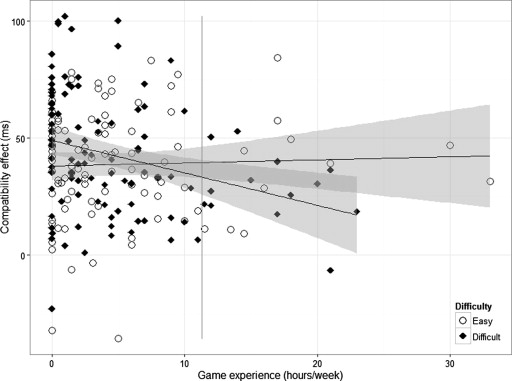 100
50
0
Compatibility effect (ms)
0
10
20
30
Game experience (hours/week)
Difficulty
Easy
Difficult